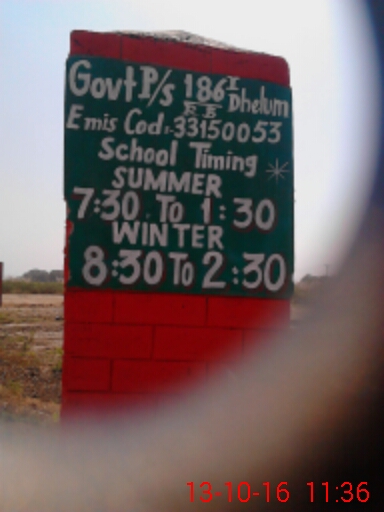 Govt P/s 186 I Dhelum
E B
Emis Cod:-33150053
School Timing
SUMMER
7:30 To 1:30
WINTER
8:30 To 2:30
13-10-16 11:36